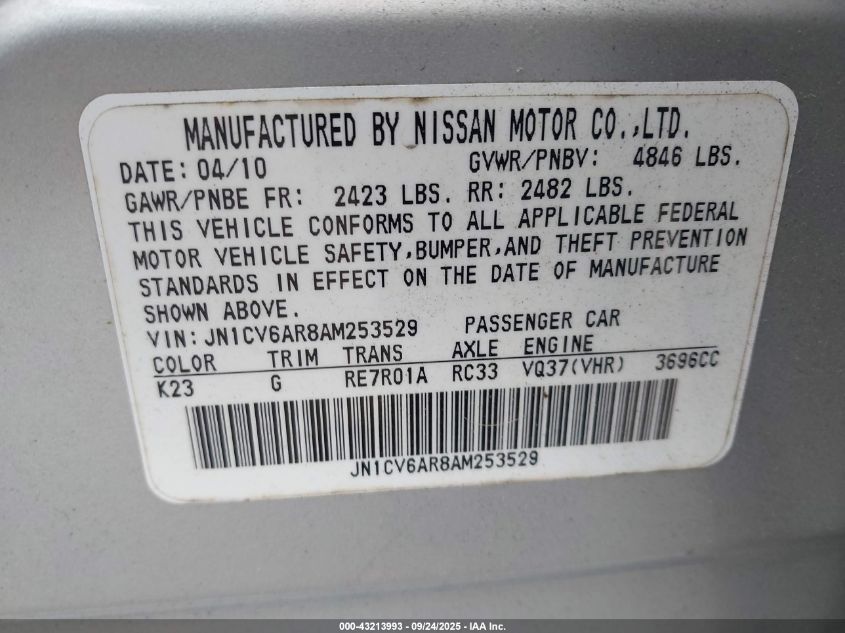 MANUFACTURED BY NISSAN MOTOR CO.,LTD.
DATE: 04/10 GVWR/PNBV: 4846 LBS.
GAWR/PNBE FR: 2423 LBS. RR: 2482 LBS.
THIS VEHICLE CONFORMS TO ALL APPLICABLE FEDERAL
MOTOR VEHICLE SAFETY,BUMPER,AND THEFT PREVENTION
STANDARDS IN EFFECT ON THE DATE OF MANUFACTURE
SHOWN ABOVE.
VIN: JN1CV6AR8AM253529 PASSENGER CAR
COLOR TRIM TRANS AXLE ENGINE
K23 G RE7R01A RC33 VQ37(VHR) 3696CC
JN1CV6AR8AM253529
000-43213993 - 09/24/2025 - IAA Inc.